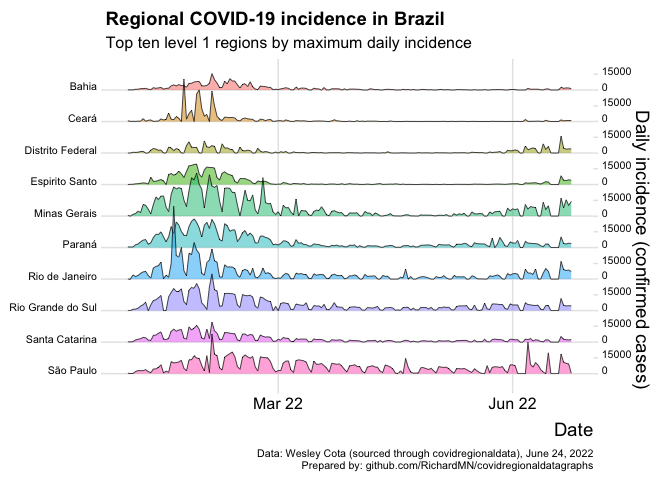 Regional COVID-19 incidence in Brazil
Top ten level 1 regions by maximum daily incidence
Bahia
15000
0
Ceará
15000
0
Distrito Federal
15000
0
Espirito Santo
15000
0
Minas Gerais
15000
0
Paraná
15000
0
Rio de Janeiro
15000
0
Rio Grande do Sul
15000
0
Santa Catarina
15000
0
São Paulo
15000
0
Daily incidence (confirmed cases)
Mar 22
Jun 22
Date
Data: Wesley Cota (sourced through covidregionaldata), June 24, 2022
Prepared by: github.com/RichardMN/covidregionaldatagraphs